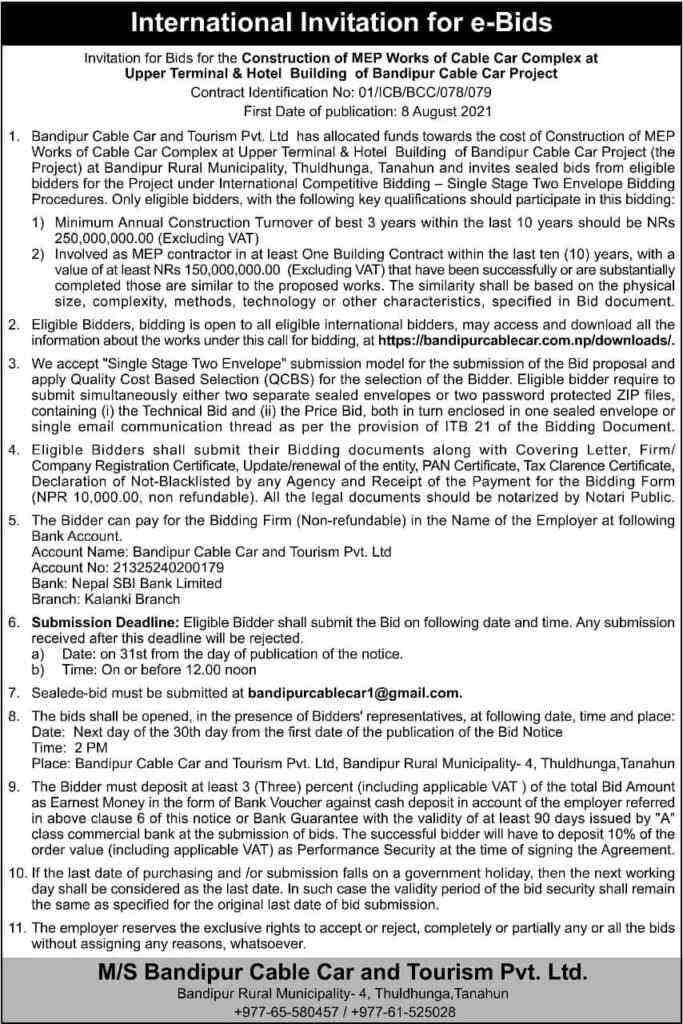 International Invitation for e-Bids
Invitation for Bids for the Construction of MEP Works of Cable Car Complex at
Upper Terminal & Hotel Building of Bandipur Cable Car Project
Contract Identification No: 01/ICB/BCC/078/079
First Date of publication: 8 August 2021
1. Bandipur Cable Car and Tourism Pvt. Ltd has allocated funds towards the cost of Construction of MEP
Works of Cable Car Complex at Upper Terminal & Hotel Building of Bandipur Cable Car Project (the
Project) at Bandipur Rural Municipality, Thuldhunga, Tanahun and invites sealed bids from eligible
bidders for the Project under International Competitive Bidding – Single Stage Two Envelope Bidding
Procedures. Only eligible bidders, with the following key qualifications should participate in this bidding:
1) Minimum Annual Construction Turnover of best 3 years within the last 10 years should be NRs
250,000,000.00 (Excluding VAT)
2) Involved as MEP contractor in at least One Building Contract within the last ten (10) years, with a
value of at least NRs 150,000,000.00 (Excluding VAT) that have been successfully or are substantially
completed those are similar to the proposed works. The similarity shall be based on the physical
size, complexity, methods, technology or other characteristics, specified in Bid document.
2. Eligible Bidders, bidding is open to all eligible international bidders, may access and download all the
information about the works under this call for bidding, at https://bandipurcablecar.com.np/downloads/.
3. We accept "Single Stage Two Envelope" submission model for the submission of the Bid proposal and
apply Quality Cost Based Selection (QCBS) for the selection of the Bidder. Eligible bidder require to
submit simultaneously either two separate sealed envelopes or two password protected ZIP files,
containing (i) the Technical Bid and (ii) the Price Bid, both in turn enclosed in one sealed envelope or
single email communication thread as per the provision of ITB 21 of the Bidding Document.
4. Eligible Bidders shall submit their Bidding documents along with Covering Letter, Firm/
Company Registration Certificate, Update/renewal of the entity, PAN Certificate, Tax Clarence Certificate,
Declaration of Not-Blacklisted by any Agency and Receipt of the Payment for the Bidding Form
(NPR 10,000.00, non refundable). All the legal documents should be notarized by Notari Public.
5. The Bidder can pay for the Bidding Firm (Non-refundable) in the Name of the Employer at following
Bank Account.
Account Name: Bandipur Cable Car and Tourism Pvt. Ltd
Account No: 21325240200179
Bank: Nepal SBI Bank Limited
Branch: Kalanki Branch
6. Submission Deadline: Eligible Bidder shall submit the Bid on following date and time. Any submission
received after this deadline will be rejected.
a) Date: on 31st from the day of publication of the notice.
b) Time: On or before 12.00 noon
7. Sealede-bid must be submitted at bandipurcablecar1@gmail.com.
8. The bids shall be opened, in the presence of Bidders' representatives, at following date, time and place:
Date: Next day of the 30th day from the first date of the publication of the Bid Notice
Time: 2 PM
Place: Bandipur Cable Car and Tourism Pvt. Ltd, Bandipur Rural Municipality- 4, Thuldhunga,Tanahun
9. The Bidder must deposit at least 3 (Three) percent (including applicable VAT ) of the total Bid Amount
as Earnest Money in the form of Bank Voucher against cash deposit in account of the employer referred
in above clause 6 of this notice or Bank Guarantee with the validity of at least 90 days issued by "A"
class commercial bank at the submission of bids. The successful bidder will have to deposit 10% of the
order value (including applicable VAT) as Performance Security at the time of signing the Agreement.
10. If the last date of purchasing and /or submission falls on a government holiday, then the next working
day shall be considered as the last date. In such case the validity period of the bid security shall remain
the same as specified for the original last date of bid submission.
11. The employer reserves the exclusive rights to accept or reject, completely or partially any or all the bids
without assigning any reasons, whatsoever.
M/S Bandipur Cable Car and Tourism Pvt. Ltd.
Bandipur Rural Municipality- 4, Thuldhunga,Tanahun
+977-65-580457 / +977-61-525028